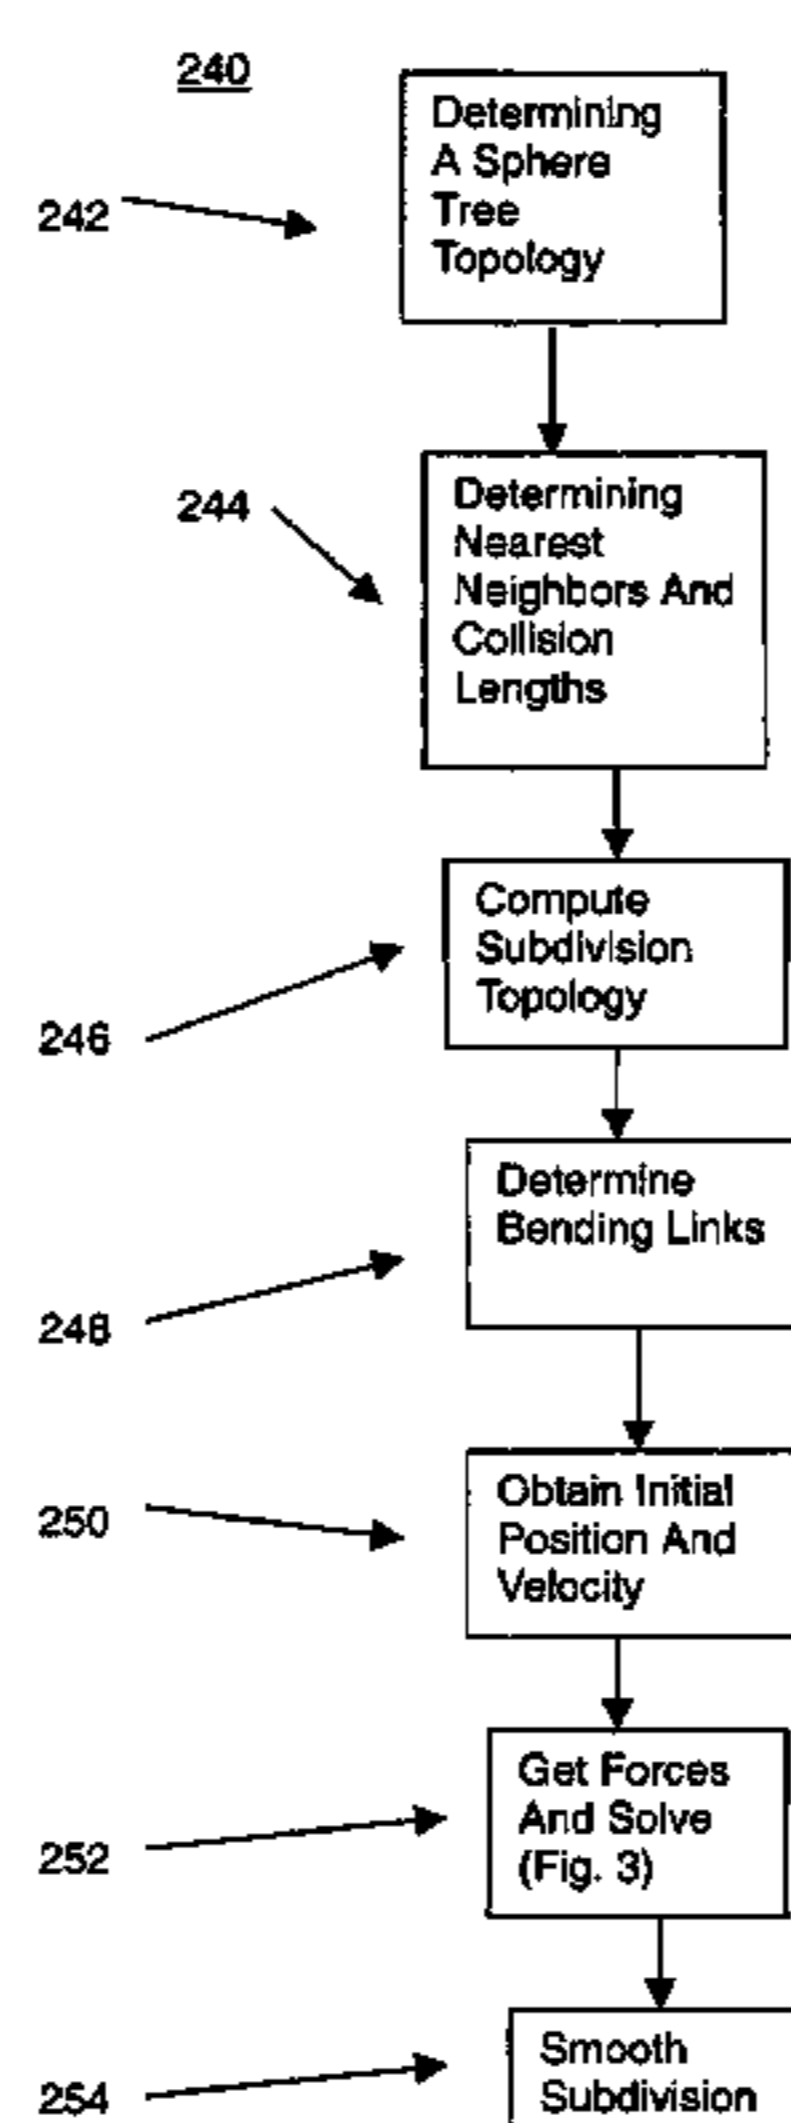 240
242
Determining
A Sphere
Tree
Topology
244
Determining
Nearest
Neighbors And
Collision
Lengths
246
Compute
Subdivision
Topology
248
Determine
Bending Links
250
Obtain Initial
Position And
Velocity
252
Get Forces
And Solve
(Fig. 3)
254
Smooth
Subdivision